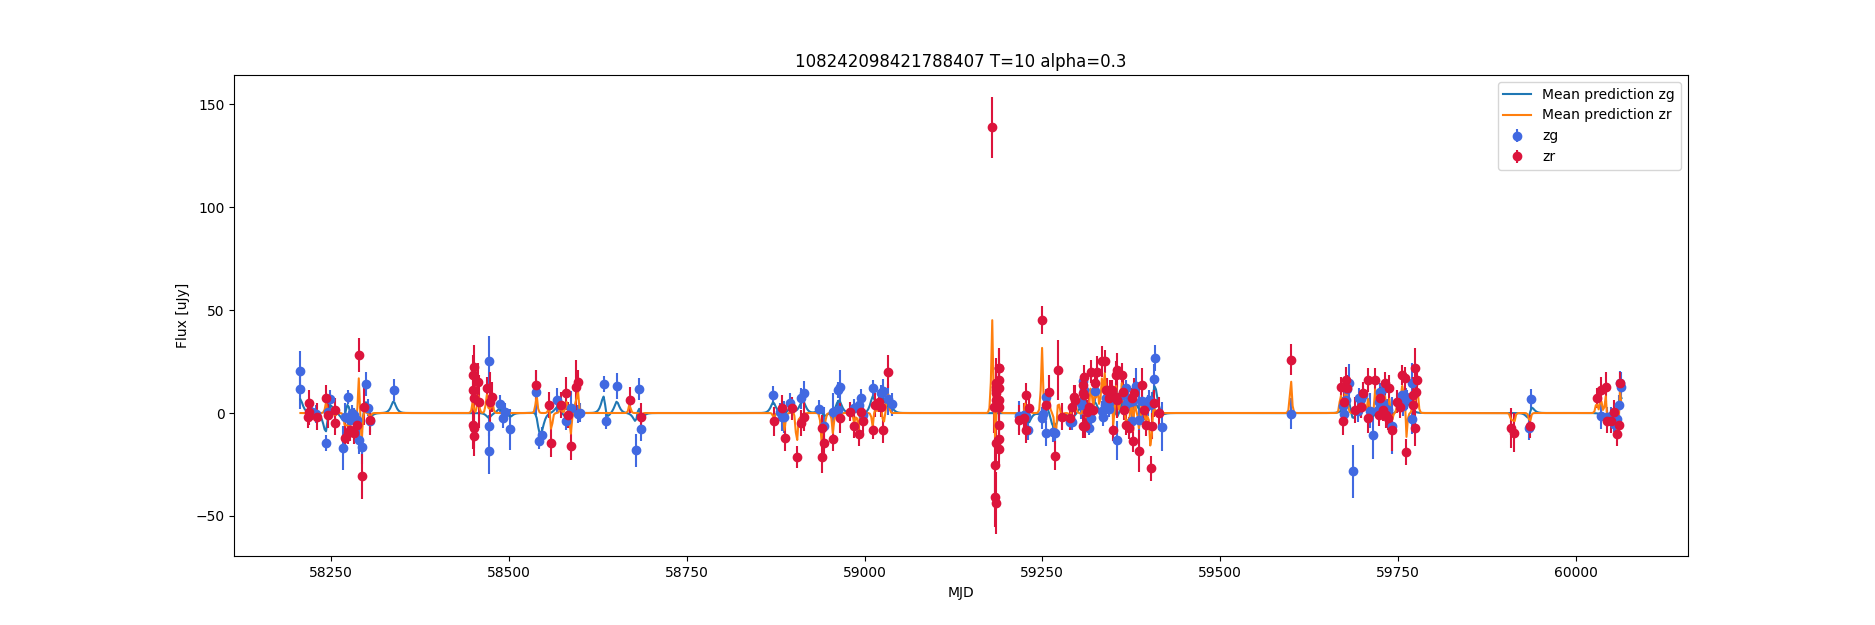 108242098421788407 T=10 alpha=0.3
Mean prediction zg
Mean prediction zr
zg
zr
Flux [uJy]
150
100
50
0
−50
58250 58500 58750 59000 59250 59500 59750 60000
MJD